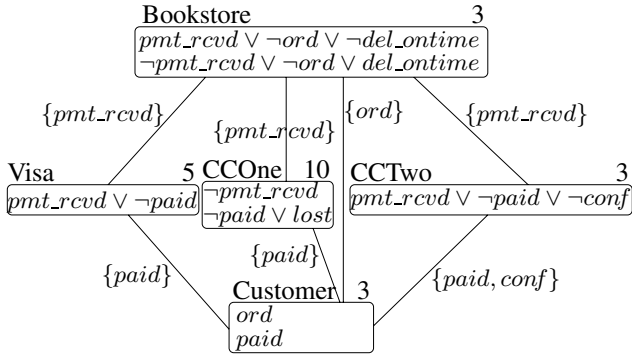 Bookstore 3
pmt_rcvd ∨ ¬ord ∨ ¬del_ontime
¬pmt_rcvd ∨ ¬ord ∨ del_ontime
{pmt_rcvd} {pmt_rcvd} {ord} {pmt_rcvd}
Visa 5 CCOne 10 CCTwo 3
pmt_rcvd ∨ ¬paid
¬pmt_rcvd
¬paid ∨ lost
pmt_rcvd ∨ ¬paid ∨ ¬conf
{paid} {paid} {paid, conf}
Customer 3
ord
paid